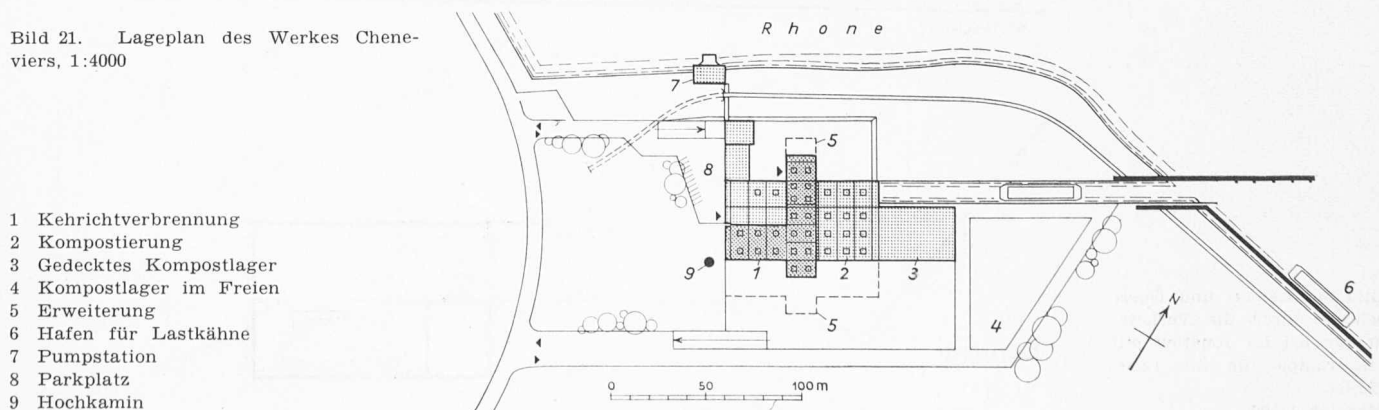 Bild 21. Lageplan des Werkes Chene-
viers, 1:4000
1 Kehrichtverbrennung
2 Kompostierung
3 Gedecktes Kompostlager
4 Kompostlager im Freien
5 Erweiterung
6 Hafen für Lastkähne
7 Pumpstation
8 Parkplatz
9 Hochkamin
Rhone
7
5
8
9
1
2
3
6
5
4
N
0 50 100 m